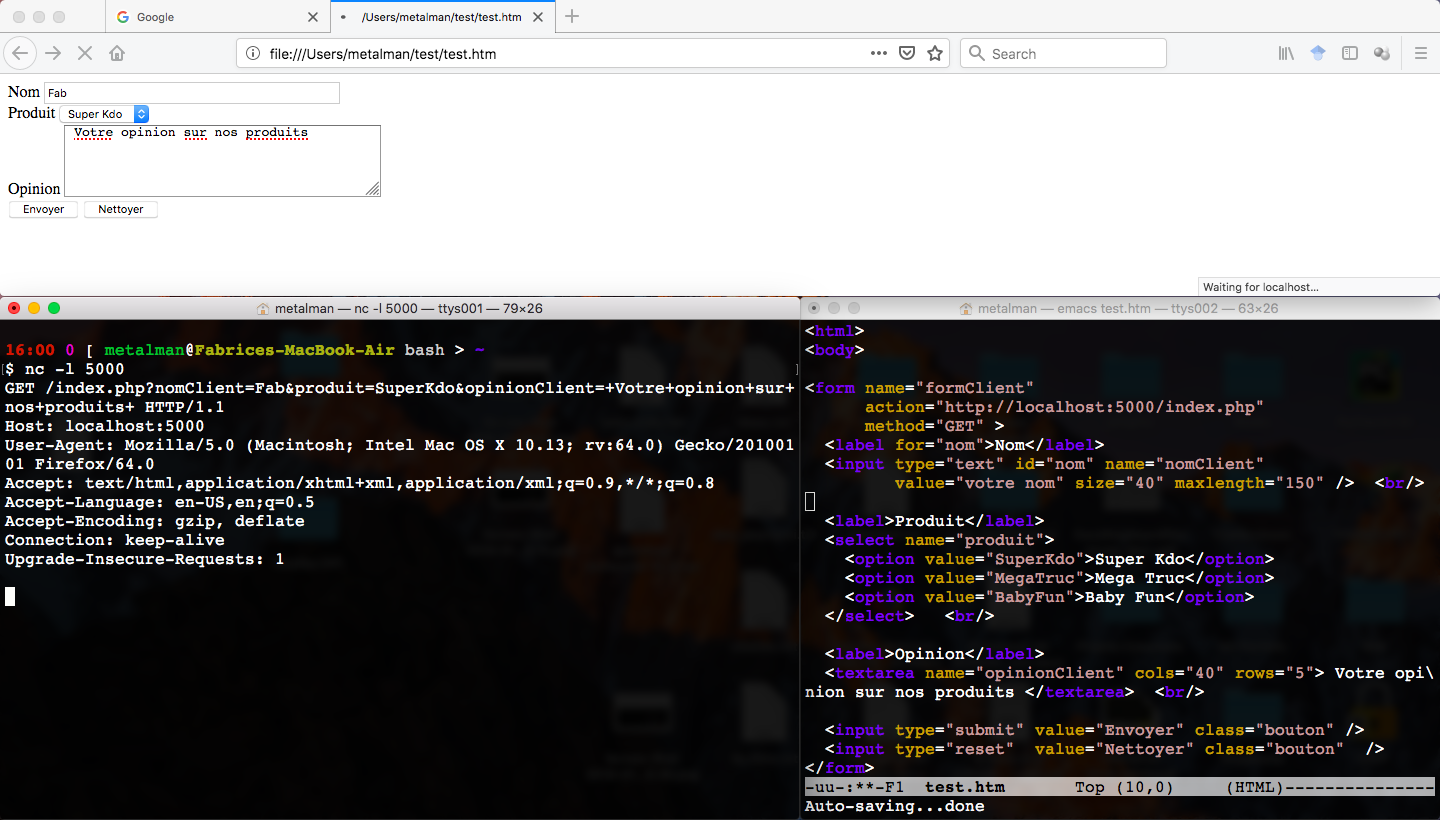 Google
/Users/metalman/test/test.htm
file:///Users/metalman/test/test.htm
Search
Nom Fab
Produit Super Kdo
Votre opinion sur nos produits
Opinion
Envoyer Nettoyer
Waiting for localhost...
metalman — nc -l 5000 — ttys001 — 79×26
16:00 0 [ metalman@Fabrices-MacBook-Air bash > ~
$ nc -l 5000
GET /index.php?nomClient=Fab&produit=SuperKdo&opinionClient=+Votre+opinion+sur+
nos+produits+ HTTP/1.1
Host: localhost:5000
User-Agent: Mozilla/5.0 (Macintosh; Intel Mac OS X 10.13; rv:64.0) Gecko/201001
01 Firefox/64.0
Accept: text/html,application/xhtml+xml,application/xml;q=0.9,*/*;q=0.8
Accept-Language: en-US,en;q=0.5
Accept-Encoding: gzip, deflate
Connection: keep-alive
Upgrade-Insecure-Requests: 1
metalman — emacs test.htm — ttys002 — 63×26
<html>
<body>
<form name="formClient"
action="http://localhost:5000/index.php"
method="GET" >
<label for="nom">Nom</label>
<input type="text" id="nom" name="nomClient"
value="votre nom" size="40" maxlength="150" /> <br/>
<label>Produit</label>
<select name="produit">
<option value="SuperKdo">Super Kdo</option>
<option value="MegaTruc">Mega Truc</option>
<option value="BabyFun">Baby Fun</option>
</select> <br/>
<label>Opinion</label>
<textarea name="opinionClient" cols="40" rows="5"> Votre opi\
nion sur nos produits </textarea> <br/>
<input type="submit" value="Envoyer" class="bouton" />
<input type="reset" value="Nettoyer" class="bouton" />
</form>
-uu-:**-F1 test.htm Top (10,0) (HTML)---------------
Auto-saving...done